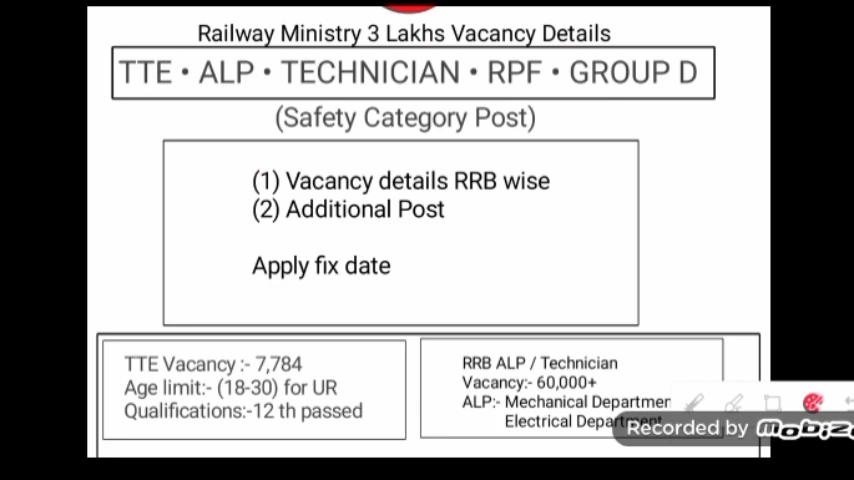 Railway Ministry 3 Lakhs Vacancy Details
TTE • ALP • TECHNICIAN • RPF • GROUP D
(Safety Category Post)
(1) Vacancy details RRB wise
(2) Additional Post
Apply fix date
TTE Vacancy :- 7,784
Age limit:- (18-30) for UR
Qualifications:-12 th passed
RRB ALP / Technician
Vacancy:- 60,000+
ALP:- Mechanical Departmen
Electrical Department
Recorded by